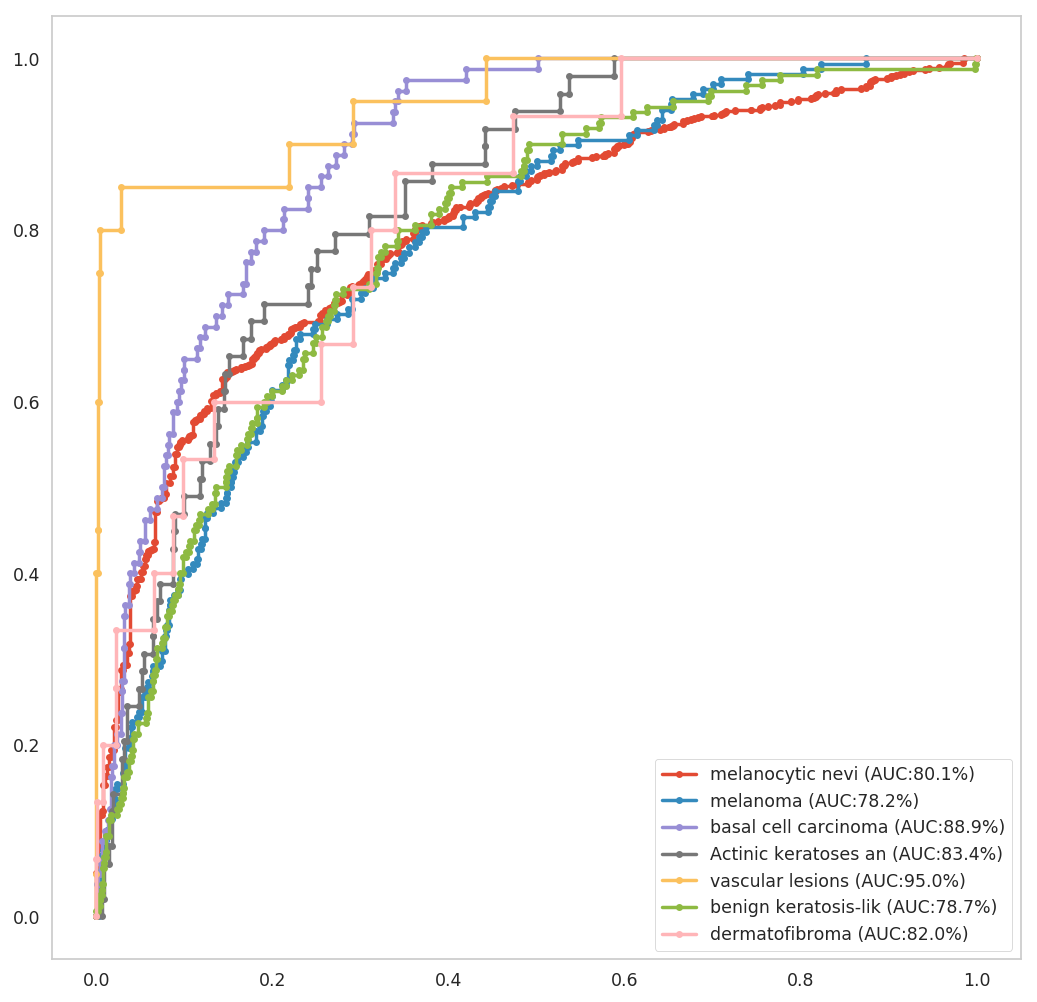 1.0
0.8
0.6
0.4
0.2
0.0
melanocytic nevi (AUC:80.1%)
melanoma (AUC:78.2%)
basal cell carcinoma (AUC:88.9%)
Actinic keratoses an (AUC:83.4%)
vascular lesions (AUC:95.0%)
benign keratosis-lik (AUC:78.7%)
dermatofibroma (AUC:82.0%)
0.0 0.2 0.4 0.6 0.8 1.0